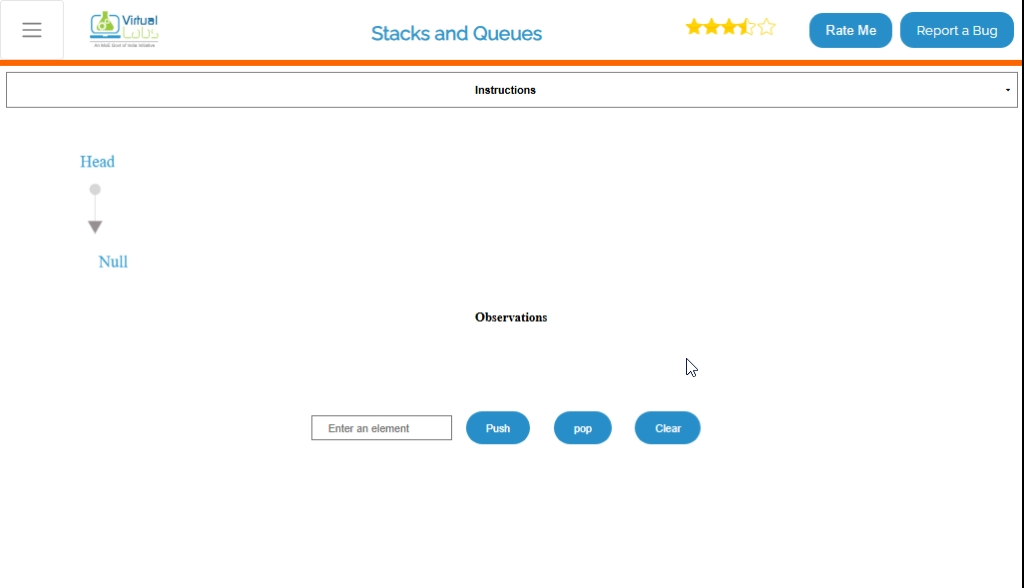 Virtual
Labs
An MoE Govt of India Initiative
Stacks and Queues
Rate Me
Report a Bug
Instructions
Head
Null
Observations
Enter an element
Push
pop
Clear